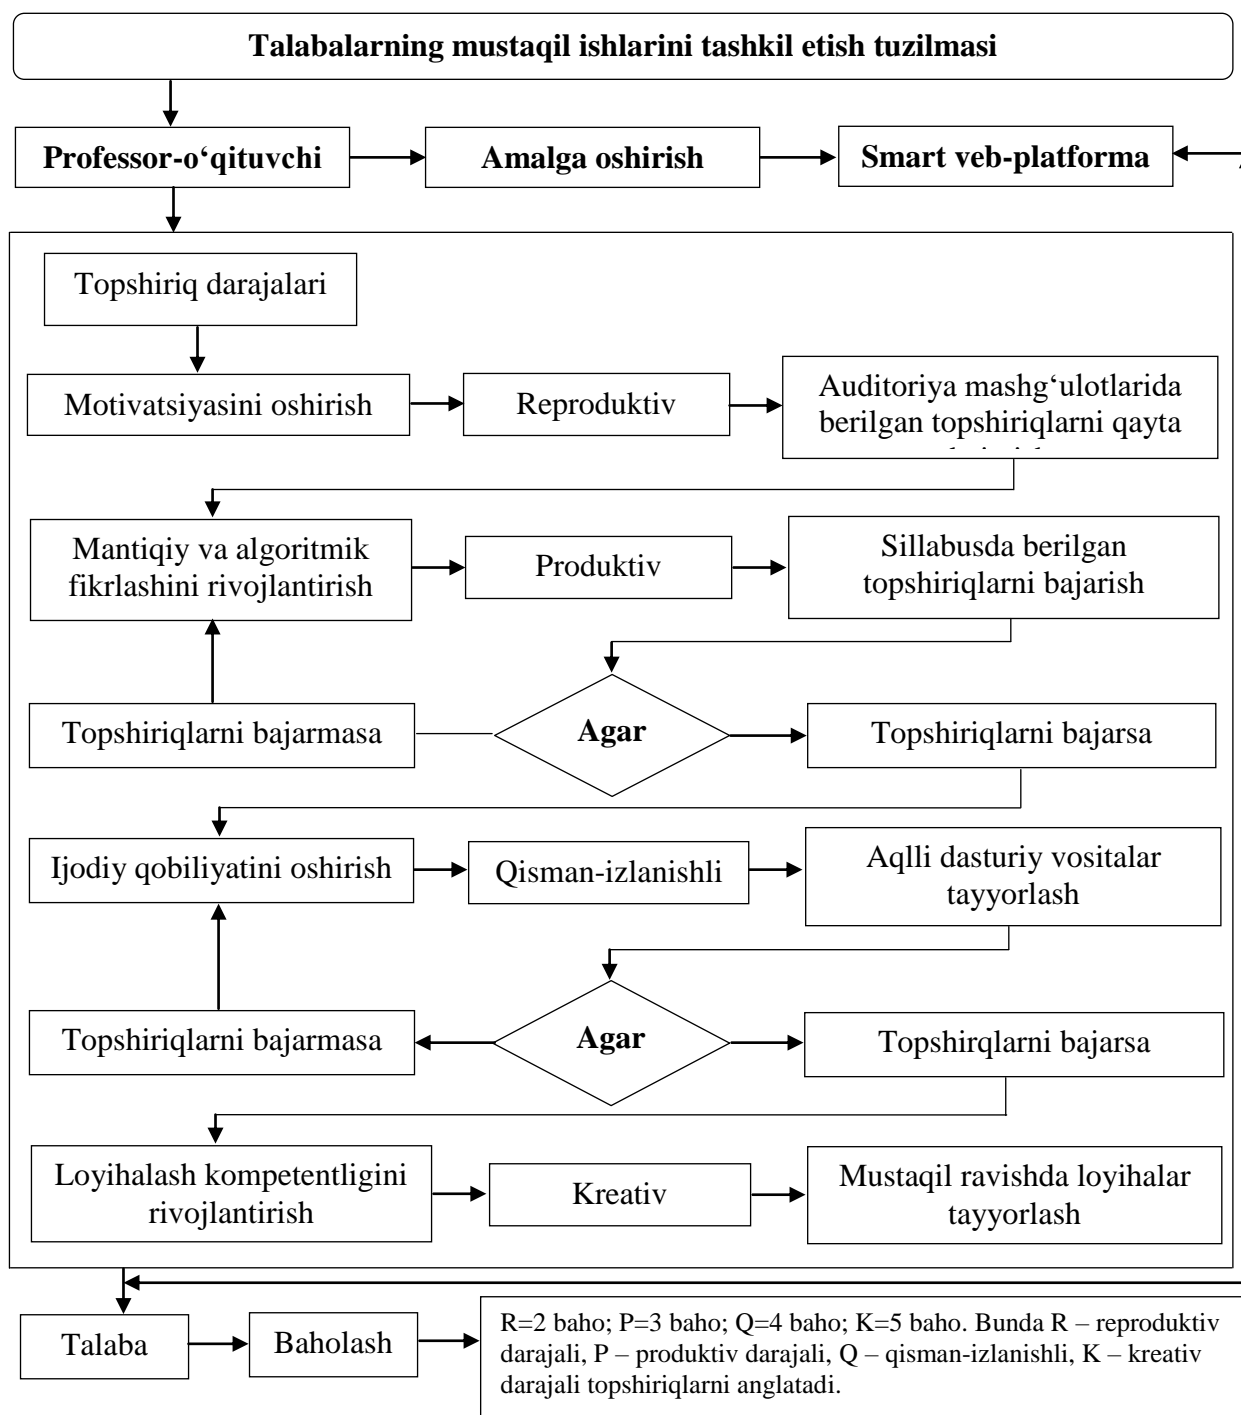 Talabalarning mustaqil ishlarini tashkil etish tuzilmasi
Professor-o‘qituvchi
Amalga oshirish
Smart veb-platforma
Topshiriq darajalari
Motivatsiyasini oshirish
Reproduktiv
Auditoriya mashg‘ulotlarida
berilgan topshiriqlarni qayta
Mantiqiy va algoritmik
fikrlashini rivojlantirish
Produktiv
Sillabusda berilgan
topshiriqlarni bajarish
Topshiriqlarni bajarmasa
Agar
Topshiriqlarni bajarsa
Ijodiy qobiliyatini oshirish
Qisman-izlanishli
Aqlli dasturiy vositalar
tayyorlash
Topshiriqlarni bajarmasa
Agar
Topshirqlarni bajarsa
Loyihalash kompetentligini
rivojlantirish
Kreativ
Mustaqil ravishda loyihalar
tayyorlash
Talaba
Baholash
R=2 baho; P=3 baho; Q=4 baho; K=5 baho. Bunda R – reproduktiv
darajali, P – produktiv darajali, Q – qisman-izlanishli, K – kreativ
darajali topshiriqlarni anglatadi.